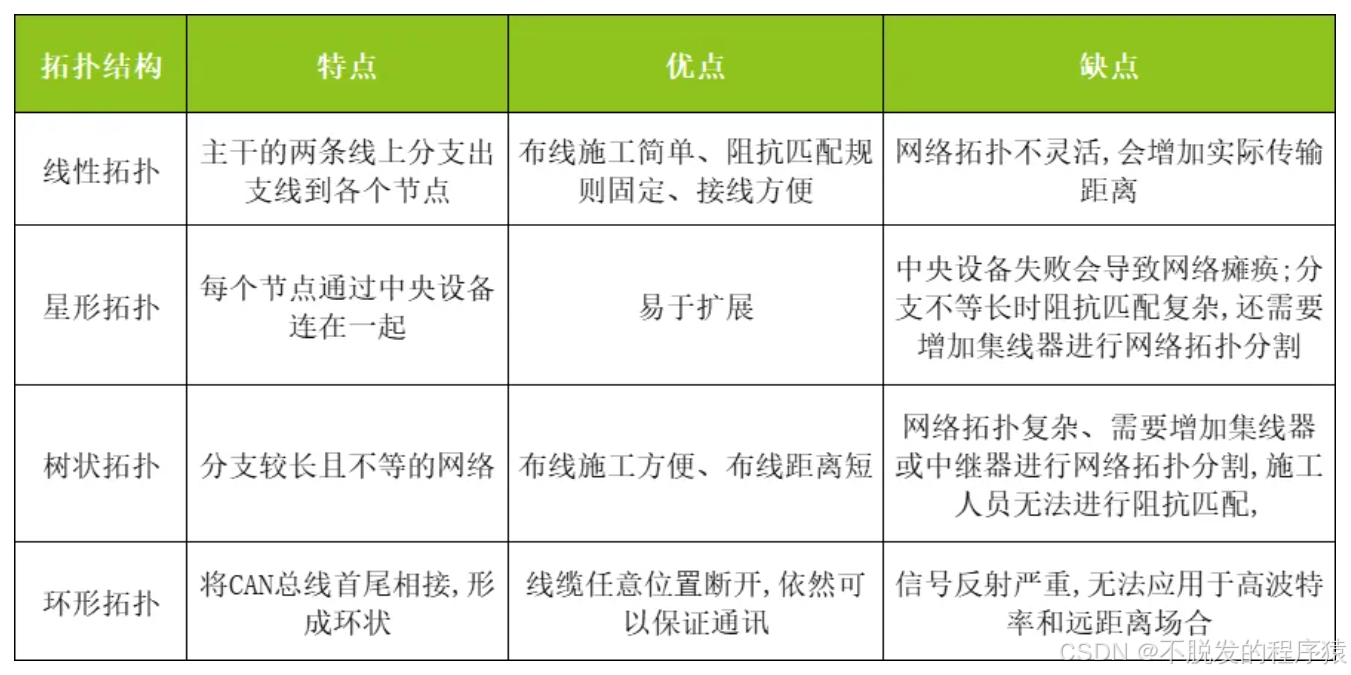 拓扑结构
特点
优点
缺点
线性拓扑
主干的两条线上分支出
支线到各个节点
布线施工简单、阻抗匹配规
则固定、接线方便
网络拓扑不灵活,会增加实际传输
距离
星形拓扑
每个节点通过中央设备
连在一起
易于扩展
中央设备失败会导致网络瘫痪;分
支不等长时阻抗匹配复杂,还需要
增加集线器进行网络拓扑分割
树状拓扑
分支较长且不等的网络
布线施工方便、布线距离短
网络拓扑复杂、需要增加集线器
或中继器进行网络拓扑分割,施工
人员无法进行阻抗匹配,
环形拓扑
将CAN总线首尾相接,形
成环状
线缆任意位置断开,依然可
以保证通讯
信号反射严重,无法应用于高波特
率和远距离场合
CSDN @不脱发的程序猿